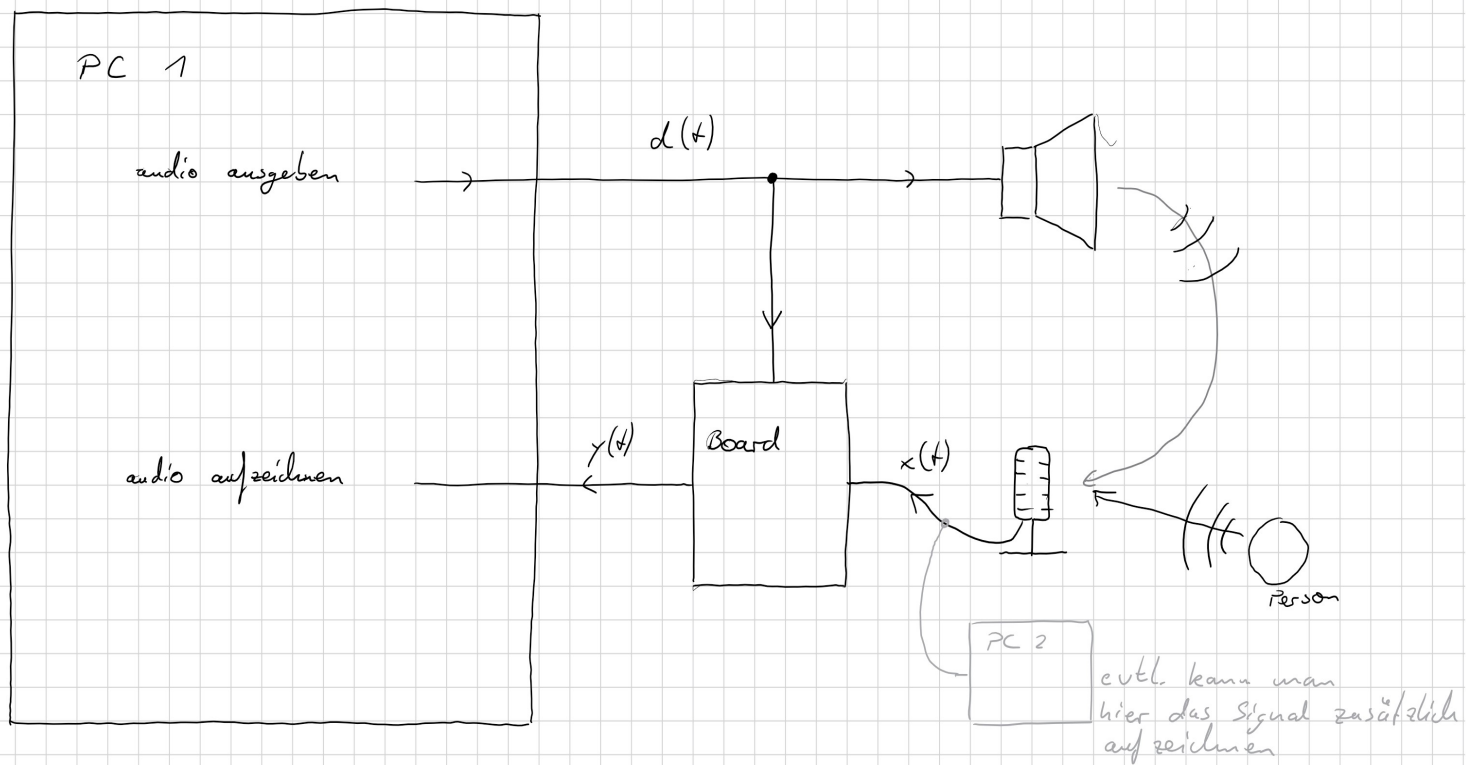 PC 1
d(t)
audio ausgeben
y(t)
Board
x(t)
audio aufzeichnen
Person
PC 2
evtl. kann man
hier das Signal zusätzlich
aufzeichnen